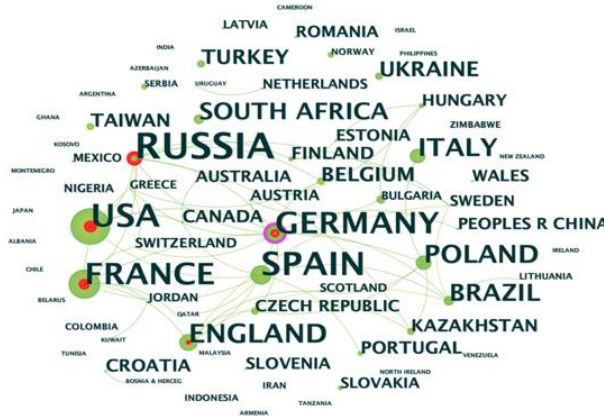 CAMEROON
LATVIA
ROMANIA
ISRAEL
INDIA
TURKEY
NORWAY
PHILIPPINES
AZERBAIJAN
UKRAINE
SERBIA
URUGUAY
NETHERLANDS
ARGENTINA
HUNGARY
GHANA
TAIWAN
SOUTH AFRICA
ZIMBABWE
KOSOVO
RUSSIA
ESTONIA
ITALY
MEXICO
FINLAND
NEW ZEALAND
MONTENEGRO
AUSTRALIA
BELGIUM
WALES
NIGERIA
GREECE
AUSTRIA
BULGARIA
SWEDEN
JAPAN
USA
CANADA
GERMANY
PEOPLES R CHINA
ALBANIA
SWITZERLAND
POLAND
IRELAND
CHILE
FRANCE
SPAIN
LITHUANIA
SCOTLAND
BRAZIL
BELARUS
JORDAN
CZECH REPUBLIC
QATAR
COLOMBIA
ENGLAND
KAZAKHSTAN
KUWAIT
TUNISIA
MALAYSIA
PORTUGAL
VENEZUELA
CROATIA
SLOVENIA
NORTH IRELAND
BOSNIA & HERCEG
IRAN
SLOVAKIA
INDONESIA
TANZANIA
ARMENIA